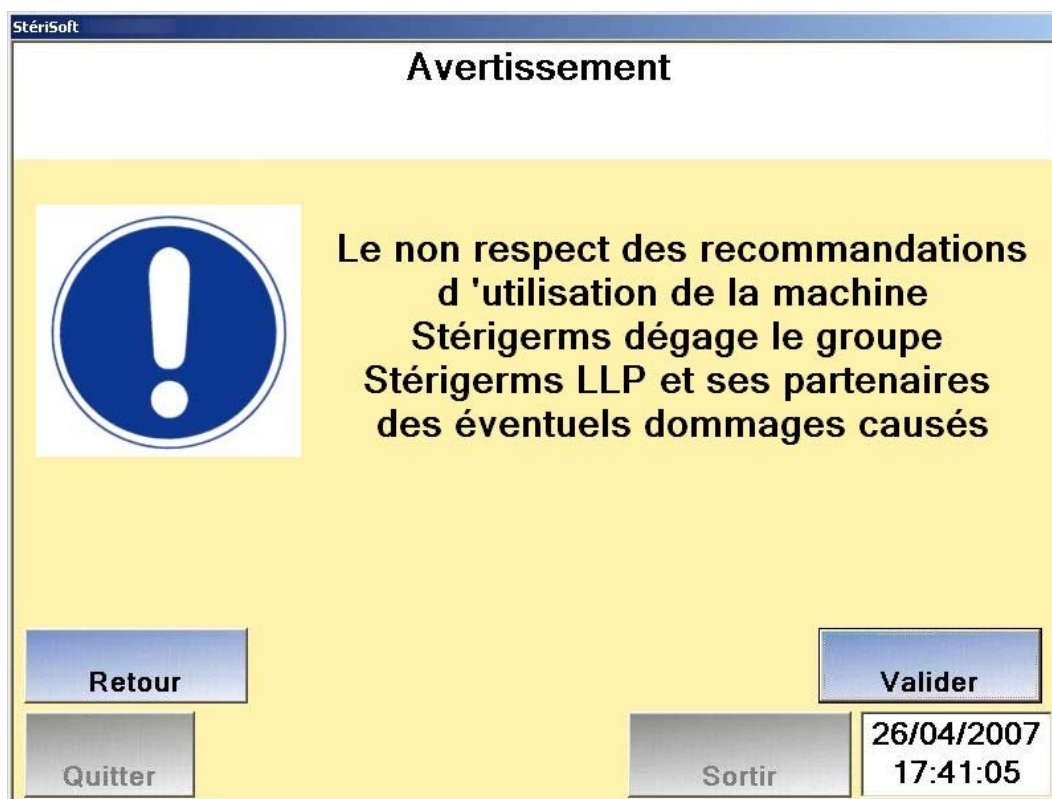 StériSoft
Avertissement
Le non respect des recommandations
d 'utilisation de la machine
Stérigerms dégage le groupe
Stérigerms LLP et ses partenaires
des éventuels dommages causés
Retour
Valider
Quitter
Sortir
26/04/2007
17:41:05